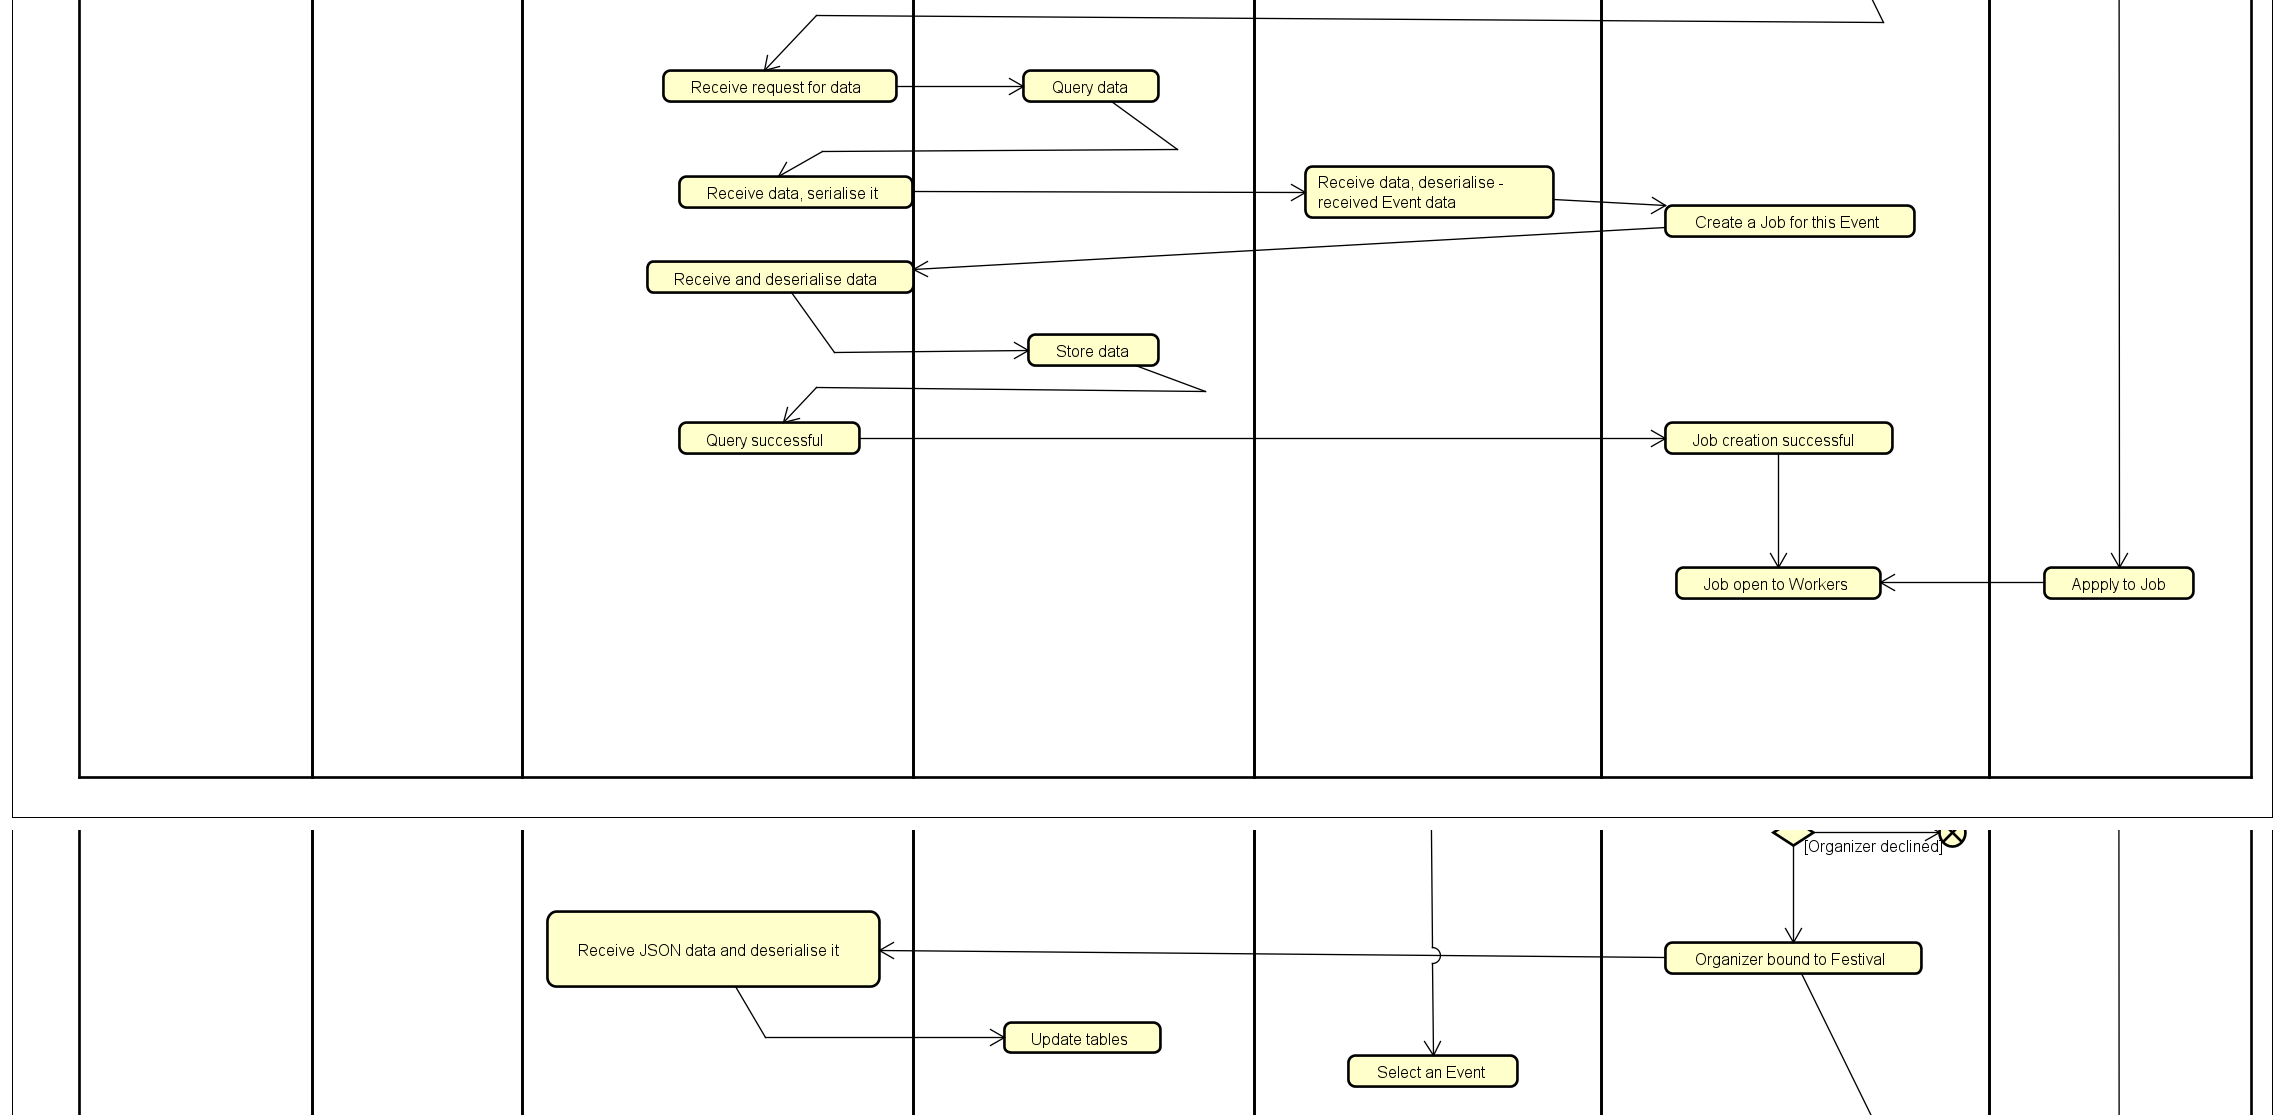 Receive request for data
Query data
Receive data, serialise it
Receive data, deserialise -
received Event data
Create a Job for this Event
Receive and deserialise data
Store data
Query successful
Job creation successful
Job open to Workers
Appply to Job
[Organizer declined]
Receive JSON data and deserialise it
Organizer bound to Festival
Update tables
Select an Event